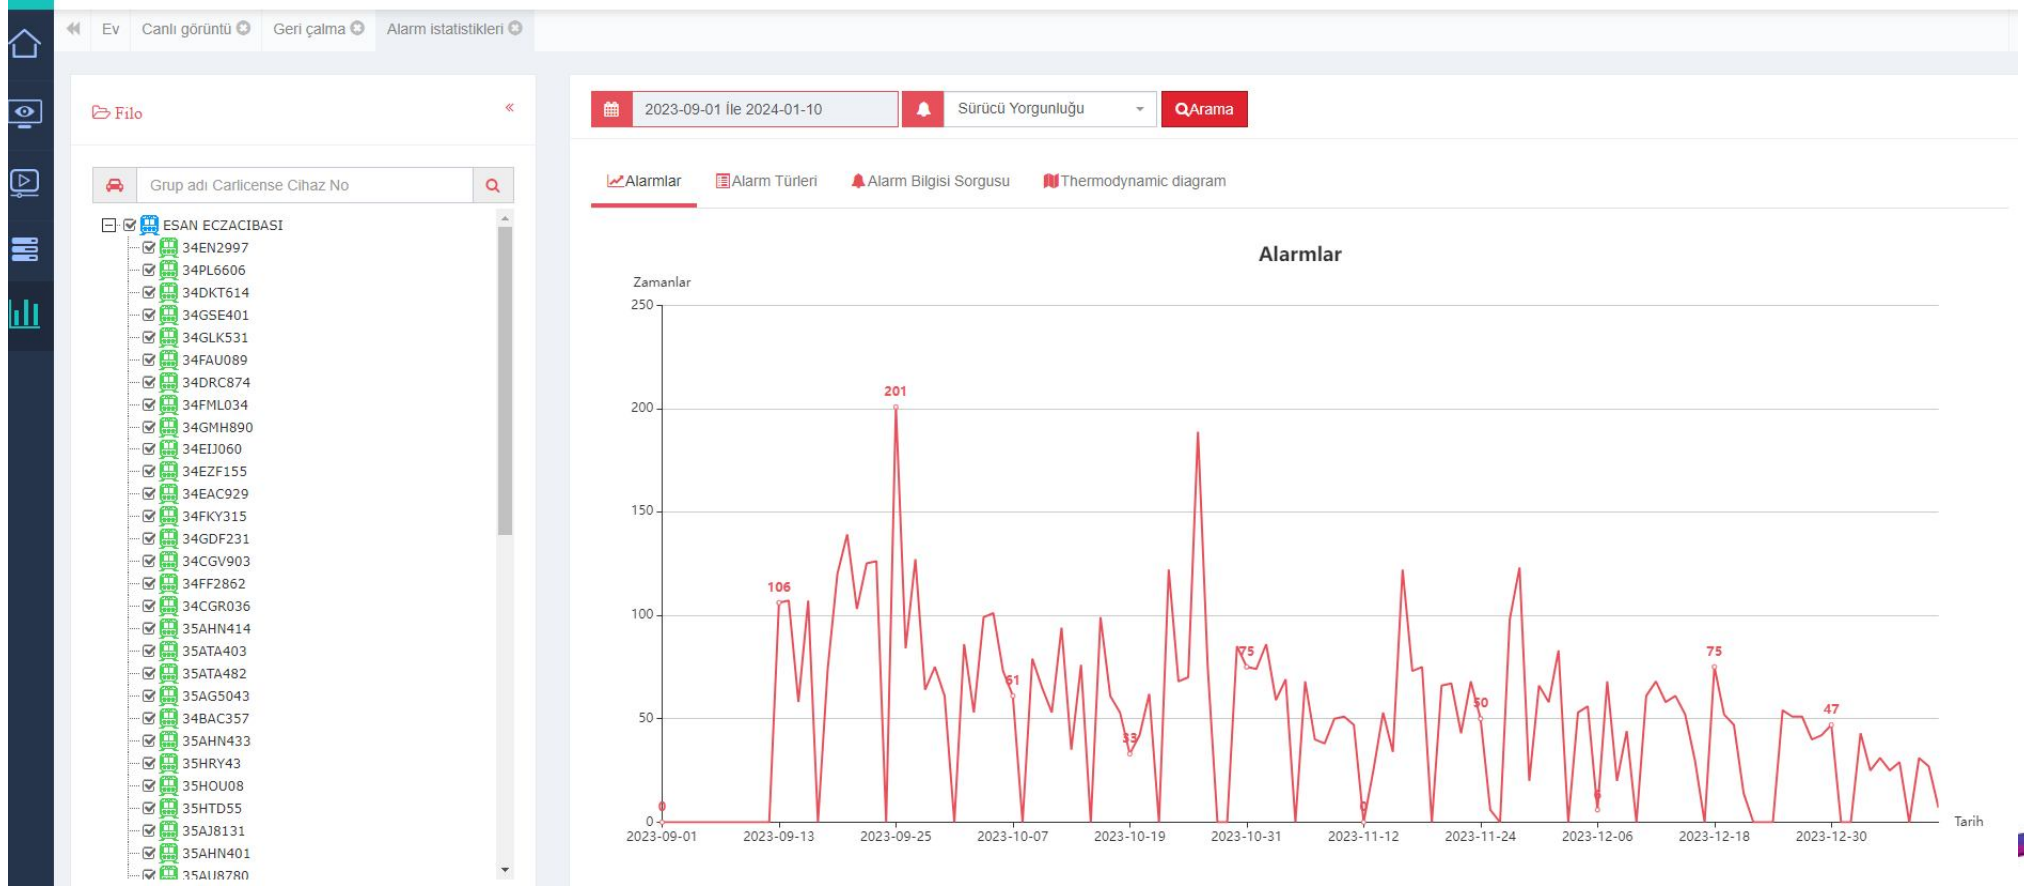 Ev Canlı görüntü Geri çalma Alarm istatistikleri
Filo
Grup adı Carlicense Cihaz No
ESAN ECZACIBASI
34EN2997
34PL6606
34DKT614
34GSE401
34GLK531
34FAU089
34DRC874
34FML034
34GMH890
34EIJ060
34EZF155
34EAC929
34FKY315
34GDF231
34CGV903
34FF2862
34CGR036
35AHN414
35ATA403
35ATA482
35AG5043
34BAC357
35AHN433
35HRY43
35HOU08
35HTD55
35AJ8131
35AHN401
35AU8780
2023-09-01 İle 2024-01-10 Sürücü Yorgunluğu Arama
Alarmlar Alarm Türleri Alarm Bilgisi Sorgusu Thermodynamic diagram
Alarmlar
Zamanlar
250
200
150
100
50
0
0 106 201 61 33 75 0 50 6 75 47
2023-09-01 2023-09-13 2023-09-25 2023-10-07 2023-10-19 2023-10-31 2023-11-12 2023-11-24 2023-12-06 2023-12-18 2023-12-30
Tarih